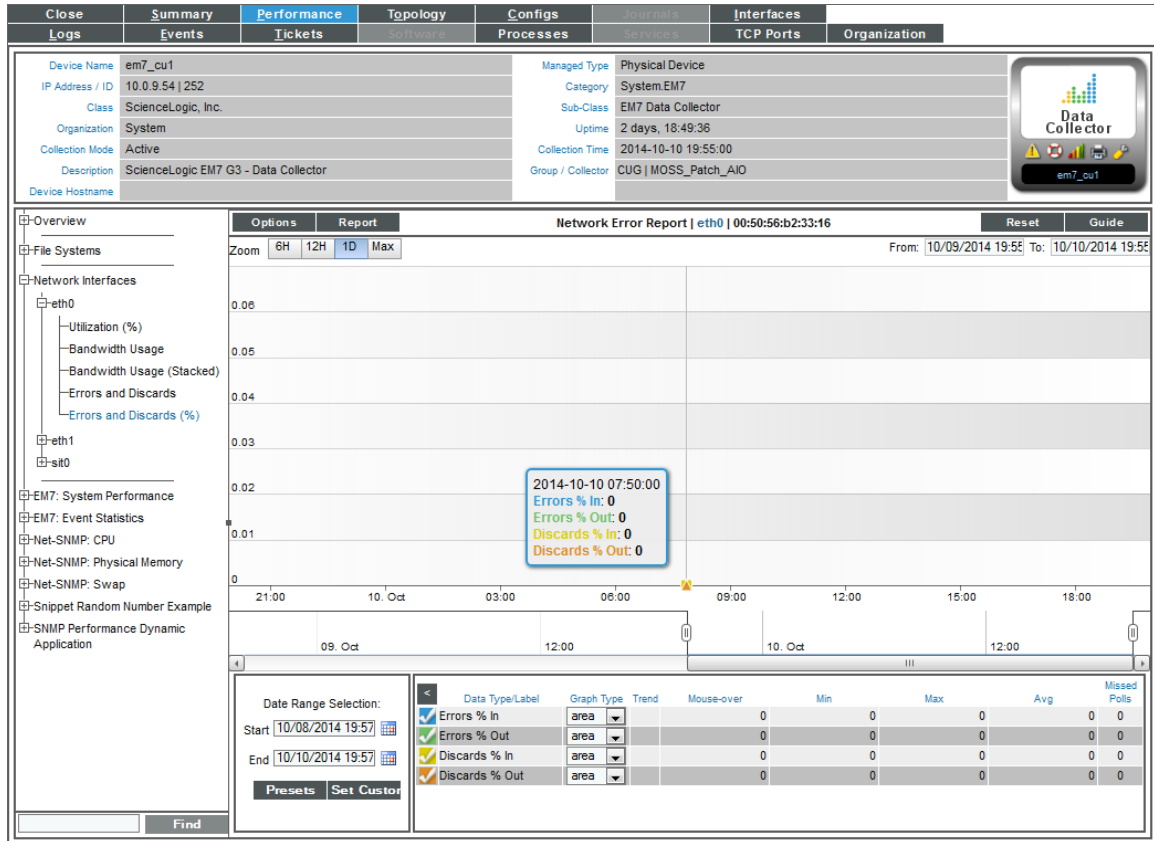 Close Summary Performance Topology Configs Journals Interfaces
Logs Events Tickets Software Processes Services TCP Ports Organization
Device Name em7_cu1 Managed Type Physical Device
IP Address / ID 10.0.9.54 | 252 Category System.EM7
Class ScienceLogic, Inc. Sub-Class EM7 Data Collector
Organization System Uptime 2 days, 18:49:36
Collection Mode Active Collection Time 2014-10-10 19:55:00
Description ScienceLogic EM7 G3 - Data Collector Group / Collector CUG | MOSS_Patch_AIO
Device Hostname
Data
Collector
em7_cu1
Overview
File Systems
Network Interfaces
eth0
Utilization (%)
Bandwidth Usage
Bandwidth Usage (Stacked)
Errors and Discards
Errors and Discards (%)
eth1
sit0
EM7: System Performance
EM7: Event Statistics
Net-SNMP: CPU
Net-SNMP: Physical Memory
Net-SNMP: Swap
Snippet Random Number Example
SNMP Performance Dynamic
Application
Find
Options Report Network Error Report | eth0 | 00:50:56:b2:33:16 Reset Guide
Zoom 6H 12H 1D Max From: 10/09/2014 19:55 To: 10/10/2014 19:55
0.06
0.05
0.04
0.03
0.02
0.01
0
2014-10-10 07:50:00
Errors % In: 0
Errors % Out: 0
Discards % In: 0
Discards % Out: 0
21:00 10. Oct 03:00 06:00 09:00 12:00 15:00 18:00
09. Oct 12:00 10. Oct 12:00
Date Range Selection:
Start 10/08/2014 19:57
End 10/10/2014 19:57
Presets Set Custor
< Data Type/Label Graph Type Trend Mouse-over Min Max Avg Missed Polls
Errors % In area 0 0 0 0 0
Errors % Out area 0 0 0 0 0
Discards % In area 0 0 0 0 0
Discards % Out area 0 0 0 0 0